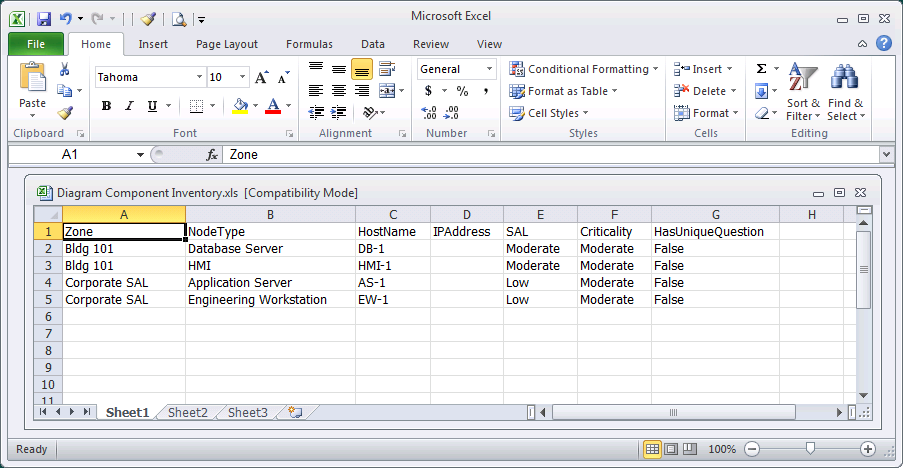 Microsoft Excel
File Home Insert Page Layout Formulas Data Review View
Paste Tahoma 10 General Conditional Formatting Insert Σ
B I U A $ % , Format as Table Delete Sort & Find &
.00 .00 Cell Styles Format Filter Select
Clipboard Font Alignment Number Styles Cells Editing
A1 fx Zone
Diagram Component Inventory.xls [Compatibility Mode]
A B C D E F G H
1 Zone NodeType HostName IPAddress SAL Criticality HasUniqueQuestion
2 Bldg 101 Database Server DB-1 Moderate Moderate False
3 Bldg 101 HMI HMI-1 Moderate Moderate False
4 Corporate SAL Application Server AS-1 Low Moderate False
5 Corporate SAL Engineering Workstation EW-1 Low Moderate False
6
7
8
9
10
11
Sheet1 Sheet2 Sheet3
Ready 100%